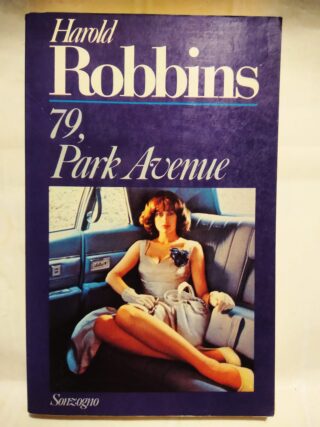 Harold
Robbins
79,
Park Avenue
Sonzogno